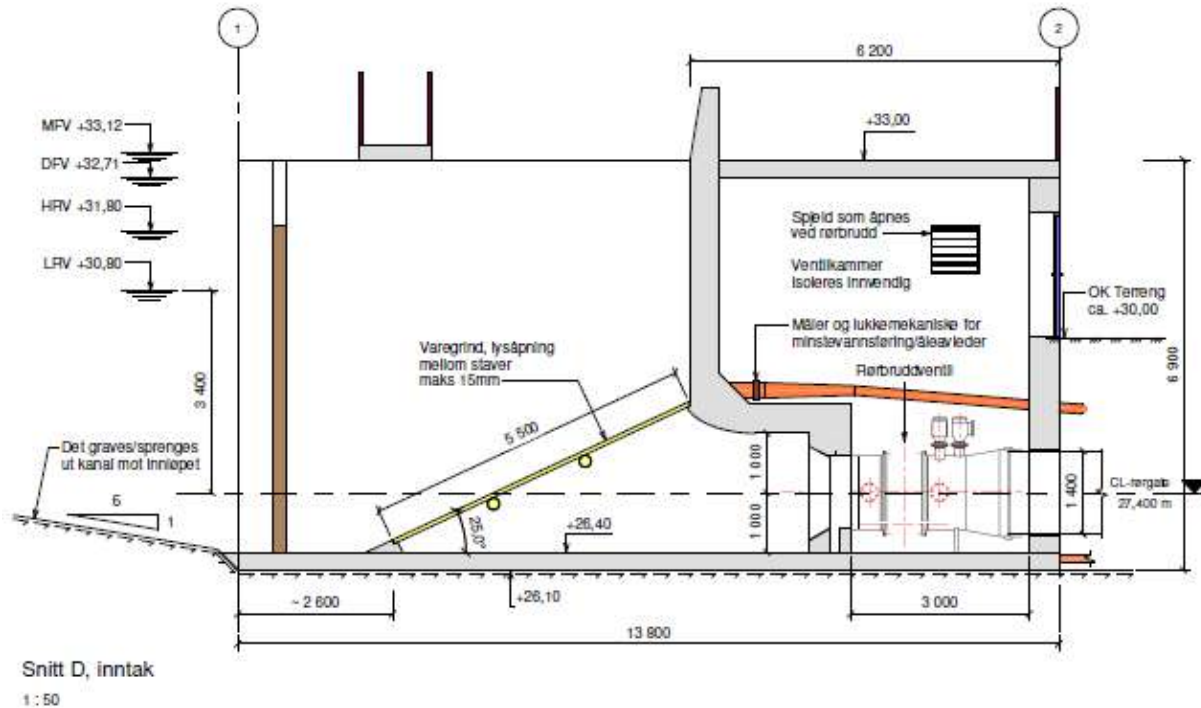 1
2
6 200
MFV +33,12
DFV +32,71
HRV +31,80
LRV +30,80
+33,00
Spjeld som åpnes
ved rørbrudd
Ventilkammer
isoleres innvendig
OK Terreng
ca. +30,00
Måler og lukkemekaniske for
minstevannsføring/åleavleder
Rørbruddventil
Varegrind, lysåpning
mellom staver
maks 15mm
3 400
6 900
5 500
Det graves/sprenges
ut kanal mot innløpet
6
1
25,0°
+26,40
1 000
1 000
1 400
CL-rørgate
27,400 m
~ 2 600
+26,10
3 000
13 800
Snitt D, inntak
1 : 50